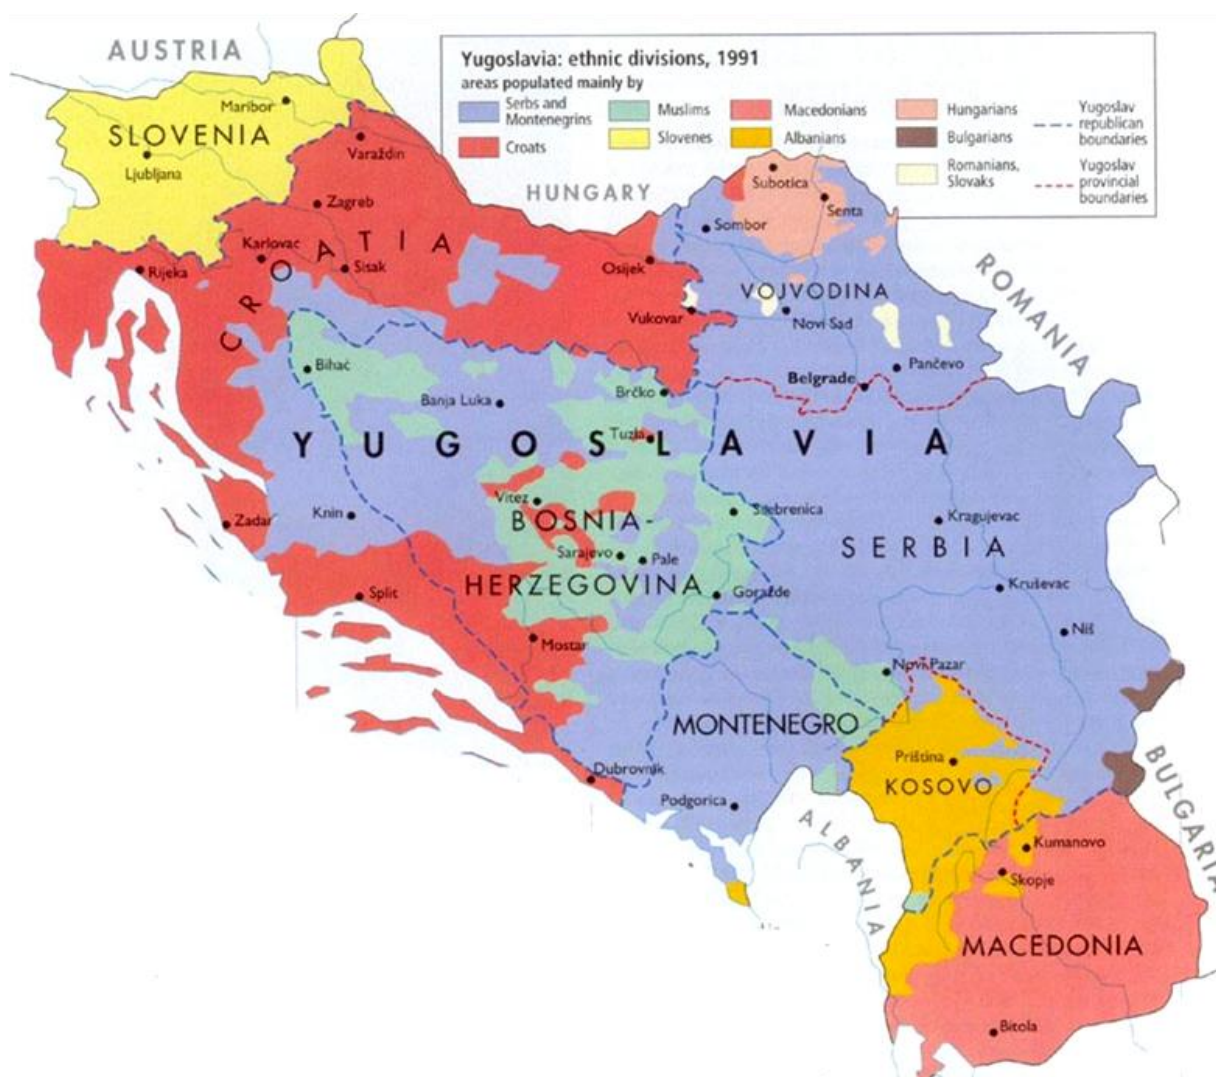 AUSTRIA
Yugoslavia: ethnic divisions, 1991
areas populated mainly by
Serbs and
Montenegrins
Croats
Muslims
Slovenes
Macedonians
Albanians
Hungarians
Bulgarians
Romanians,
Slovaks
Yugoslav
republican
boundaries
Yugoslav
provincial
boundaries
Maribor
SLOVENIA
Ljubljana
Varaždin
HUNGARY
Zagreb
Subotica
Senta
Sombor
Karlovac
CROATIA
Rijeka
Sisak
Osijek
ROMANIA
VOJVODINA
Vukovar
Novi Sad
Bihać
Pančevo
Belgrade
Banja Luka
Brčko
YUGOSLAVIA
Tuzla
Vitez
Zadar
Knin
BOSNIA-
Srebrenica
Kragujevac
SERBIA
Sarajevo
Pale
HERZEGOVINA
Goražde
Kruševac
Split
Niš
Mostar
Novi Pazar
MONTENEGRO
Priština
KOSOVO
BULGARIA
Dubrovnik
Podgorica
ALBANIA
Kumanovo
Skopje
MACEDONIA
Bitola